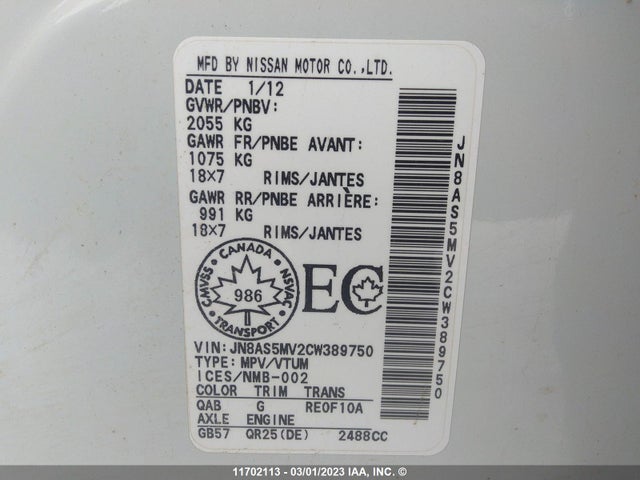 MFD BY NISSAN MOTOR CO.,LTD.
DATE 1/12
GVWR/PNBV:
2055 KG
GAWR FR/PNBE AVANT:
1075 KG
18X7 RIMS/JANTES
GAWR RR/PNBE ARRIÈRE:
991 KG
18X7 RIMS/JANTES
CANADA
CMVSS
NSVAC
986
EC
VIN: JN8AS5MV2CW389750
TYPE: MPV/VTUM
ICES/NMB-002
COLOR TRIM TRANS
QAB G RE0F10A
AXLE ENGINE
GB57 QR25(DE) 2488CC
JN8AS5MV2CW389750
11702113 - 03/01/2023 - IAA, Inc.